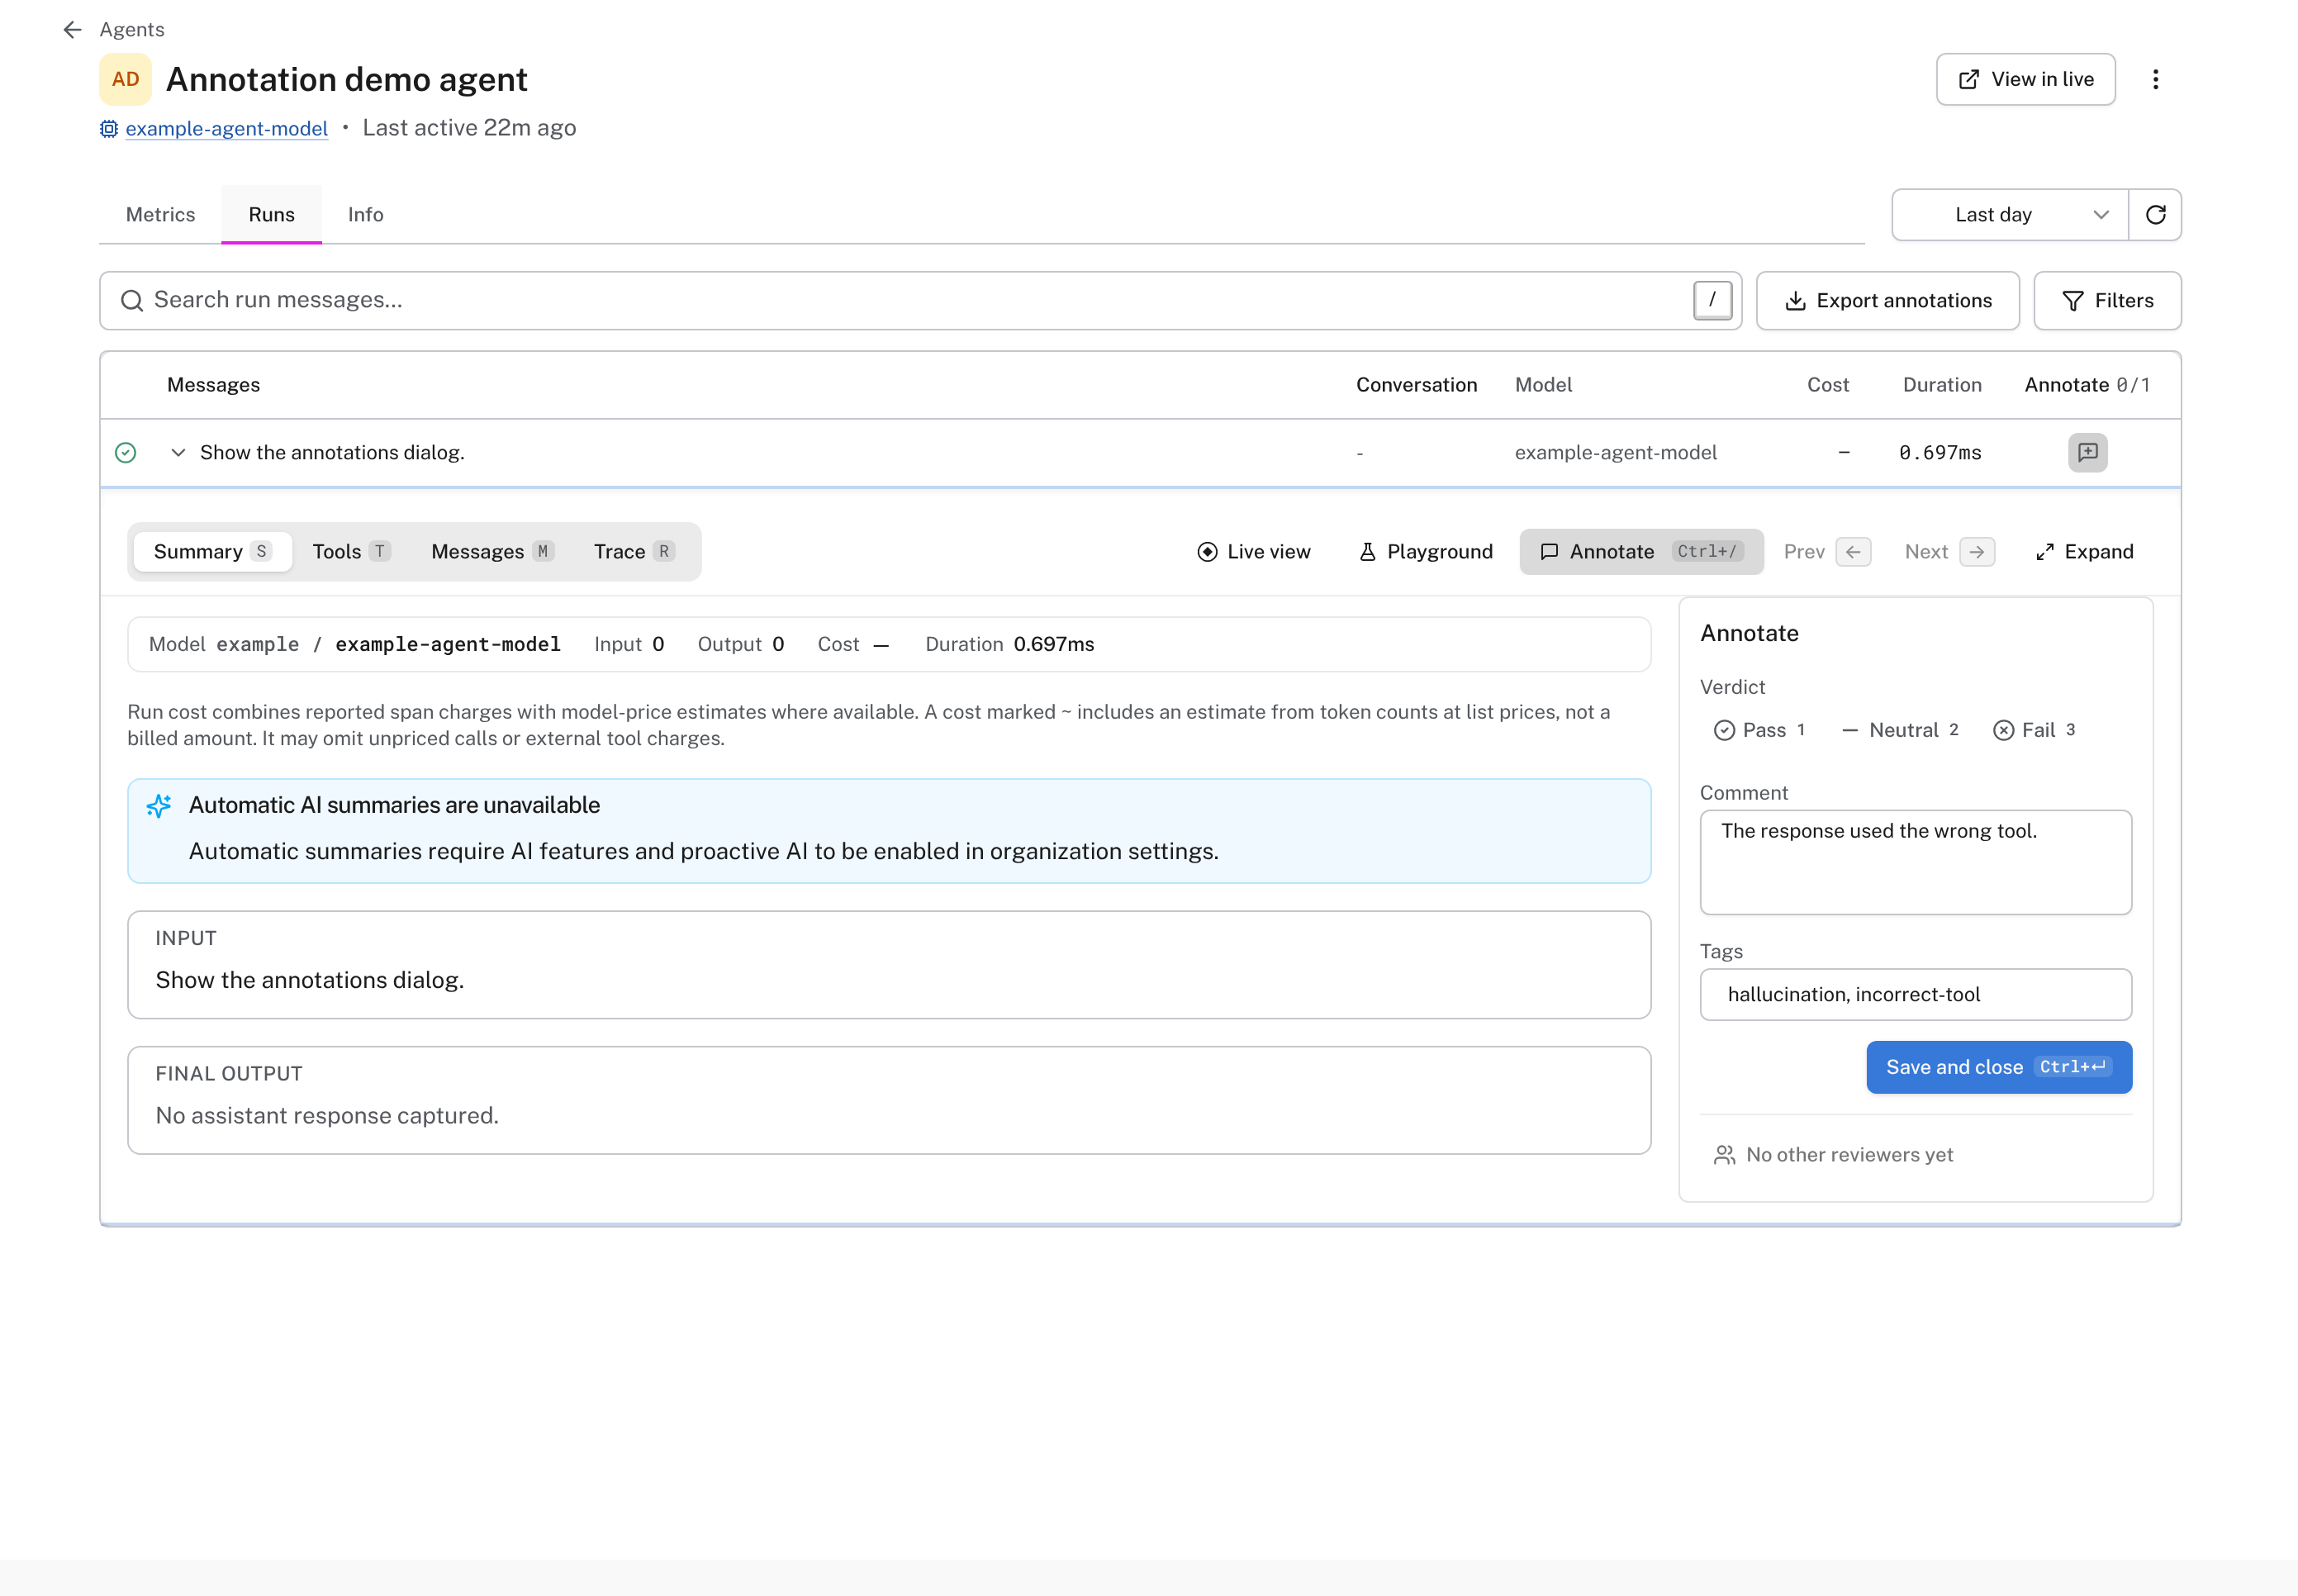 Agents
AD
Annotation demo agent
View in live
example-agent-model • Last active 22m ago
Metrics
Runs
Info
Last day
Search run messages...
/
Export annotations
Filters
Messages
Conversation
Model
Cost
Duration
Annotate 0/1
Show the annotations dialog.
-
example-agent-model
—
0.697ms
Summary S
Tools T
Messages M
Trace R
Live view
Playground
Annotate Ctrl+/
Prev ←
Next →
Expand
Model example / example-agent-model Input 0 Output 0 Cost — Duration 0.697ms
Run cost combines reported span charges with model-price estimates where available. A cost marked ~ includes an estimate from token counts at list prices, not a
billed amount. It may omit unpriced calls or external tool charges.
Automatic AI summaries are unavailable
Automatic summaries require AI features and proactive AI to be enabled in organization settings.
INPUT
Show the annotations dialog.
FINAL OUTPUT
No assistant response captured.
Annotate
Verdict
Pass 1
Neutral 2
Fail 3
Comment
The response used the wrong tool.
Tags
hallucination, incorrect-tool
Save and close Ctrl+↵
No other reviewers yet